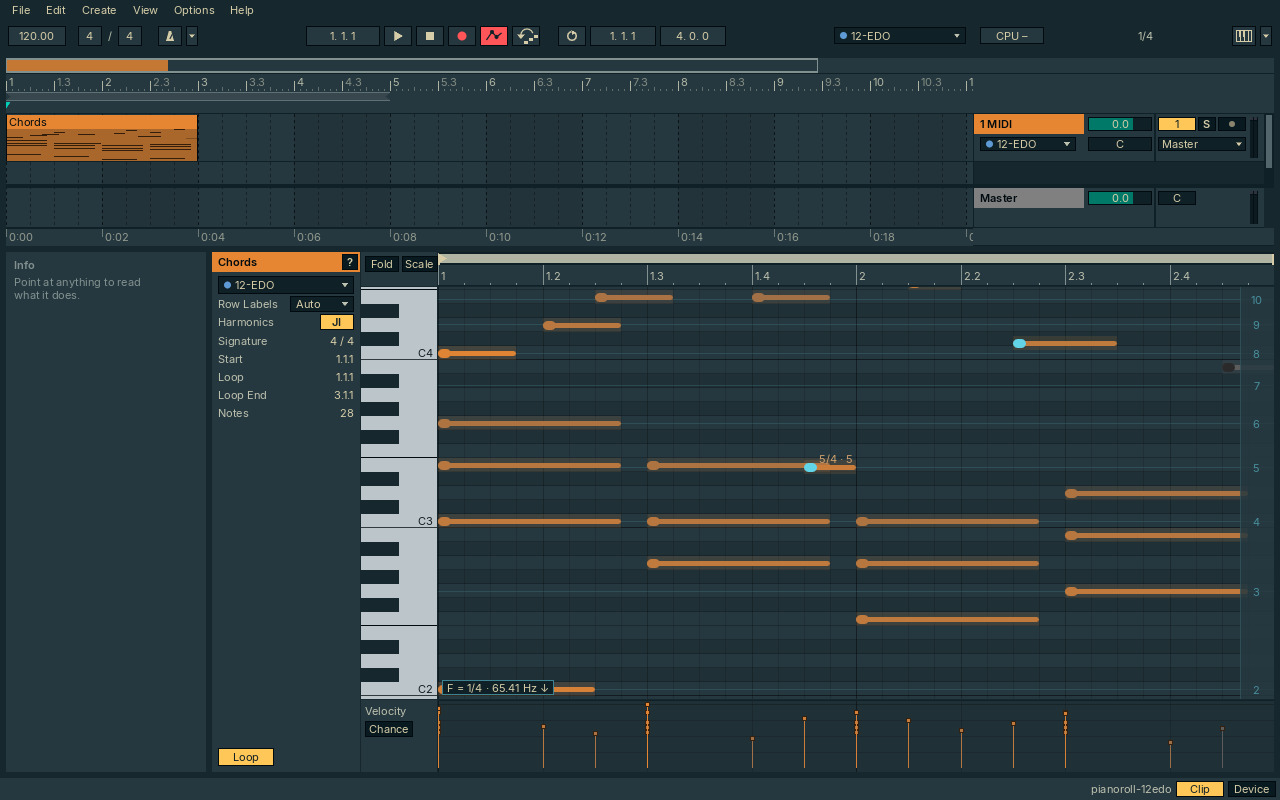 File Edit Create View Options Help
120.00 4 / 4 1. 1. 1 1. 1. 1 4. 0. 0 12-EDO CPU – 1/4
1 1.3 2 2.3 3 3.3 4 4.3 5 5.3 6 6.3 7 7.3 8 8.3 9 9.3 10 10.3 1
Chords
1 MIDI 0.0 1 S
12-EDO C Master
Master 0.0 C
0:00 0:02 0:04 0:06 0:08 0:10 0:12 0:14 0:16 0:18
Info
Point at anything to read
what it does.
Chords ?
12-EDO
Row Labels Auto
Harmonics JI
Signature 4 / 4
Start 1.1.1
Loop 1.1.1
Loop End 3.1.1
Notes 28
Loop
Fold Scale
1 1.2 1.3 1.4 2 2.2 2.3 2.4
10
9
C4 8
7
6
5/4 · 5
5
C3 4
3
C2 F = 1/4 · 65.41 Hz ↓ 2
Velocity
Chance
pianoroll-12edo Clip Device